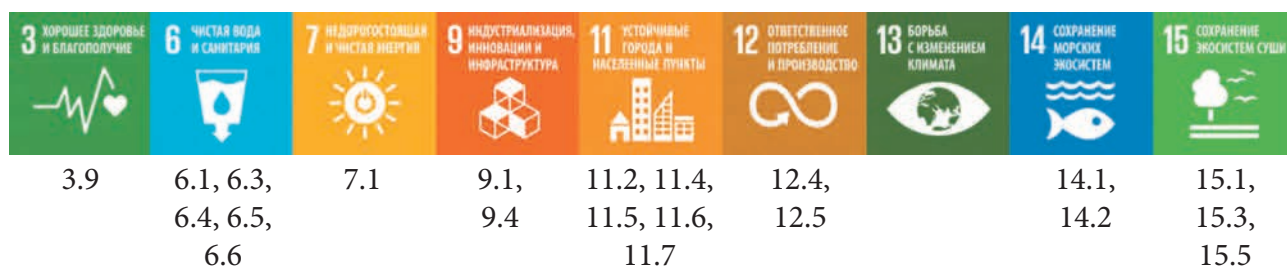 3 ХОРОШЕЕ ЗДОРОВЬЕ
И БЛАГОПОЛУЧИЕ
6 ЧИСТАЯ ВОДА
И САНИТАРИЯ
7 НЕДОРОГОСТОЯЩАЯ
И ЧИСТАЯ ЭНЕРГИЯ
9 ИНДУСТРИАЛИЗАЦИЯ,
ИННОВАЦИИ И
ИНФРАСТРУКТУРА
11 УСТОЙЧИВЫЕ
ГОРОДА И
НАСЕЛЕННЫЕ ПУНКТЫ
12 ОТВЕТСТВЕННОЕ
ПОТРЕБЛЕНИЕ
И ПРОИЗВОДСТВО
13 БОРЬБА
С ИЗМЕНЕНИЕМ
КЛИМАТА
14 СОХРАНЕНИЕ
МОРСКИХ
ЭКОСИСТЕМ
15 СОХРАНЕНИЕ
ЭКОСИСТЕМ СУШИ
3.9
6.1, 6.3,
6.4, 6.5,
6.6
7.1
9.1,
9.4
11.2, 11.4,
11.5, 11.6,
11.7
12.4,
12.5
14.1,
14.2
15.1,
15.3,
15.5